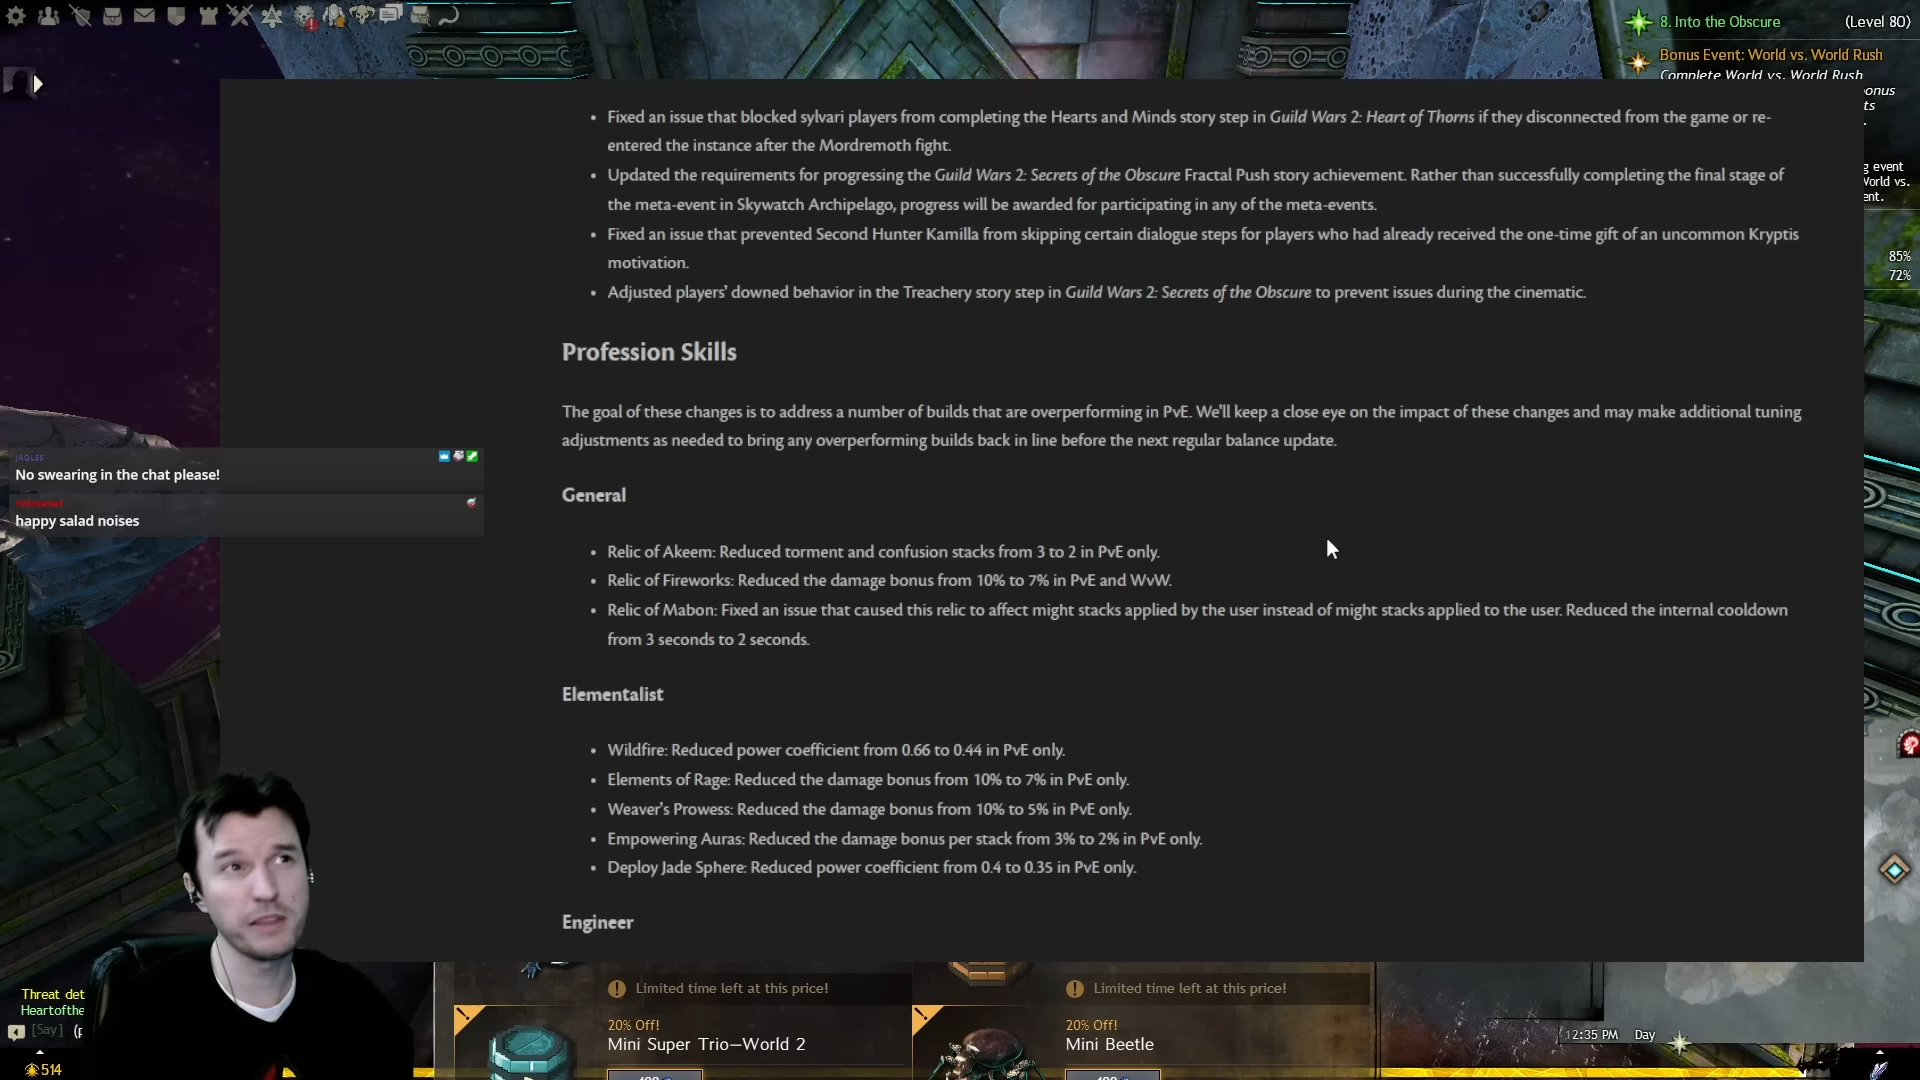 8. Into the Obscure (Level 80)
Bonus Event: World vs. World Rush
Complete World vs. World Rush
onus
ts
g event
World vs.
ent.
85%
72%
• Fixed an issue that blocked sylvari players from completing the Hearts and Minds story step in Guild Wars 2: Heart of Thorns if they disconnected from the game or re-
entered the instance after the Mordremoth fight.
• Updated the requirements for progressing the Guild Wars 2: Secrets of the Obscure Fractal Push story achievement. Rather than successfully completing the final stage of
the meta-event in Skywatch Archipelago, progress will be awarded for participating in any of the meta-events.
• Fixed an issue that prevented Second Hunter Kamilla from skipping certain dialogue steps for players who had already received the one-time gift of an uncommon Kryptis
motivation.
• Adjusted players' downed behavior in the Treachery story step in Guild Wars 2: Secrets of the Obscure to prevent issues during the cinematic.
Profession Skills
The goal of these changes is to address a number of builds that are overperforming in PvE. We'll keep a close eye on the impact of these changes and may make additional tuning
adjustments as needed to bring any overperforming builds back in line before the next regular balance update.
JAQLES
No swearing in the chat please!
happy salad noises
General
• Relic of Akeem: Reduced torment and confusion stacks from 3 to 2 in PvE only.
• Relic of Fireworks: Reduced the damage bonus from 10% to 7% in PvE and WvW.
• Relic of Mabon: Fixed an issue that caused this relic to affect might stacks applied by the user instead of might stacks applied to the user. Reduced the internal cooldown
from 3 seconds to 2 seconds.
Elementalist
• Wildfire: Reduced power coefficient from 0.66 to 0.44 in PvE only.
• Elements of Rage: Reduced the damage bonus from 10% to 7% in PvE only.
• Weaver's Prowess: Reduced the damage bonus from 10% to 5% in PvE only.
• Empowering Auras: Reduced the damage bonus per stack from 3% to 2% in PvE only.
• Deploy Jade Sphere: Reduced power coefficient from 0.4 to 0.35 in PvE only.
Engineer
Limited time left at this price!
Limited time left at this price!
20% Off!
Mini Super Trio—World 2
20% Off!
Mini Beetle
Threat det
Heartofthe
[Say] (p
514
12:35 PM Day